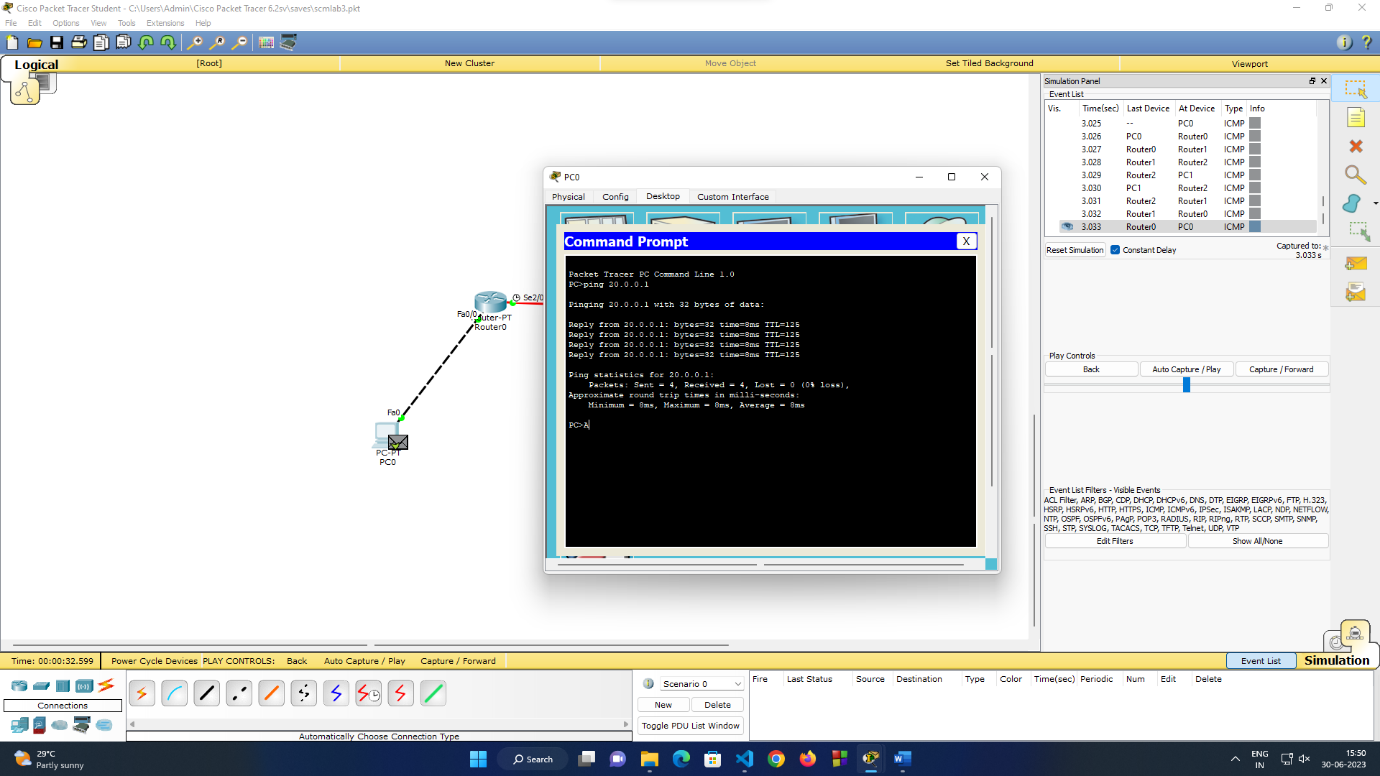 Cisco Packet Tracer Student - C:\Users\Admin\Cisco Packet Tracer 6.2sv\saves\scmlab3.pkt
File Edit Options View Tools Extensions Help
Logical [Root] New Cluster Move Object Set Tiled Background Viewport
Simulation Panel
Event List
Vis. Time(sec) Last Device At Device Type Info
3.025 -- PC0 ICMP
3.026 PC0 Router0 ICMP
3.027 Router0 Router1 ICMP
3.028 Router1 Router2 ICMP
3.029 Router2 PC1 ICMP
3.030 PC1 Router2 ICMP
3.031 Router2 Router1 ICMP
3.032 Router1 Router0 ICMP
3.033 Router0 PC0 ICMP
Reset Simulation Constant Delay Captured to: *
3.033 s
Play Controls
Back Auto Capture / Play Capture / Forward
Event List Filters - Visible Events
ACL Filter, ARP, BGP, CDP, DHCP, DHCPv6, DNS, DTP, EIGRP, EIGRPv6, FTP, H.323,
HSRP, HSRPv6, HTTP, HTTPS, ICMP, ICMPv6, IPSec, ISAKMP, LACP, NDP, NETFLOW,
NTP, OSPF, OSPFv6, PAgP, POP3, RADIUS, RIP, RIPng, RTP, SCCP, SMTP, SNMP,
SSH, STP, SYSLOG, TACACS, TCP, TFTP, Telnet, UDP, VTP
Edit Filters Show All/None
PC0
Physical Config Desktop Custom Interface
Command Prompt X
Packet Tracer PC Command Line 1.0
PC>ping 20.0.0.1
Pinging 20.0.0.1 with 32 bytes of data:
Reply from 20.0.0.1: bytes=32 time=8ms TTL=125
Reply from 20.0.0.1: bytes=32 time=8ms TTL=125
Reply from 20.0.0.1: bytes=32 time=8ms TTL=125
Reply from 20.0.0.1: bytes=32 time=8ms TTL=125
Ping statistics for 20.0.0.1:
Packets: Sent = 4, Received = 4, Lost = 0 (0% loss),
Approximate round trip times in milli-seconds:
Minimum = 8ms, Maximum = 8ms, Average = 8ms
PC>A
Se2/0
Fa0/0
Router0
Fa0
PC-PT
PC0
Time: 00:00:32.599 Power Cycle Devices PLAY CONTROLS: Back Auto Capture / Play Capture / Forward Event List Simulation
Connections
Automatically Choose Connection Type
Scenario 0
New Delete
Toggle PDU List Window
Fire Last Status Source Destination Type Color Time(sec) Periodic Num Edit Delete
29°C
Partly sunny
Search
ENG
IN
15:50
30-06-2023